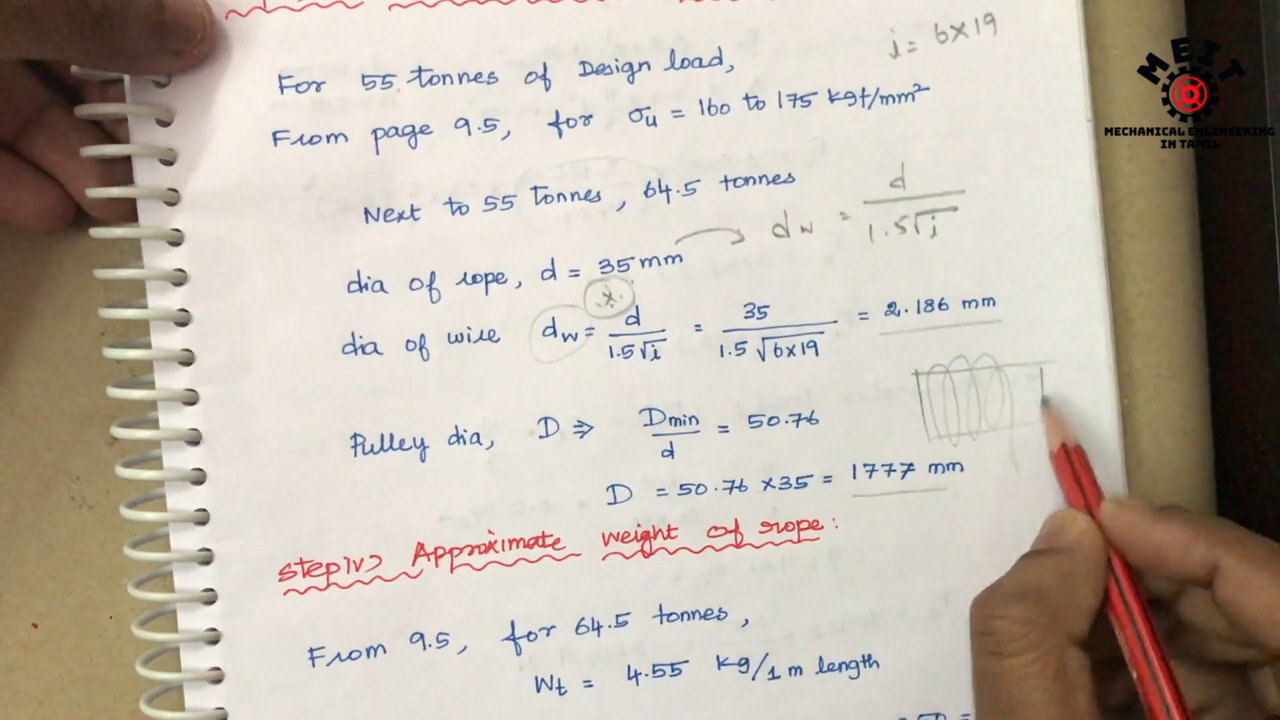 i = 6×19
MEIT
MECHANICAL ENGINEERING
IN TAMIL
For 55 tonnes of Design load,
From page 9.5, for σu = 160 to 175 kgf/mm²
Next to 55 Tonnes, 64.5 tonnes
dia of rope, d = 35 mm
dw = d / 1.5√i
*
dia of wire dw = d / 1.5√i = 35 / 1.5√6×19 = 2.186 mm
Pulley dia, D ⇒ Dmin / d = 50.76
D = 50.76 ×35 = 1777 mm
step iv) Approximate weight of rope:
From 9.5, for 64.5 tonnes,
Wt = 4.55 kg/1 m length